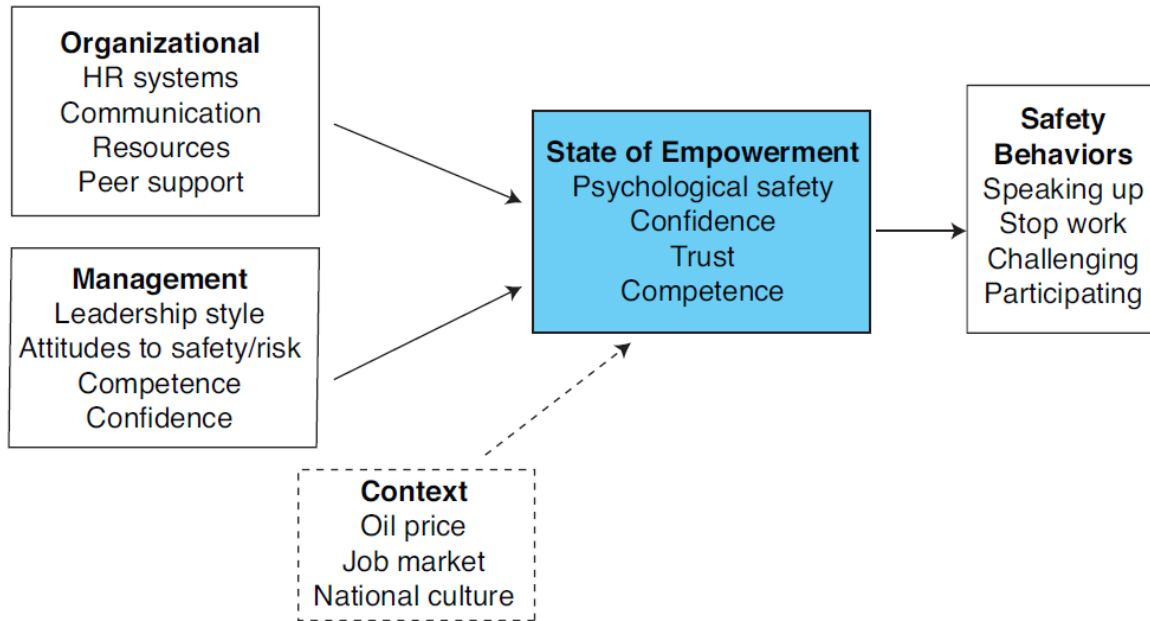 Organizational
HR systems
Communication
Resources
Peer support
Management
Leadership style
Attitudes to safety/risk
Competence
Confidence
Context
Oil price
Job market
National culture
State of Empowerment
Psychological safety
Confidence
Trust
Competence
Safety
Behaviors
Speaking up
Stop work
Challenging
Participating